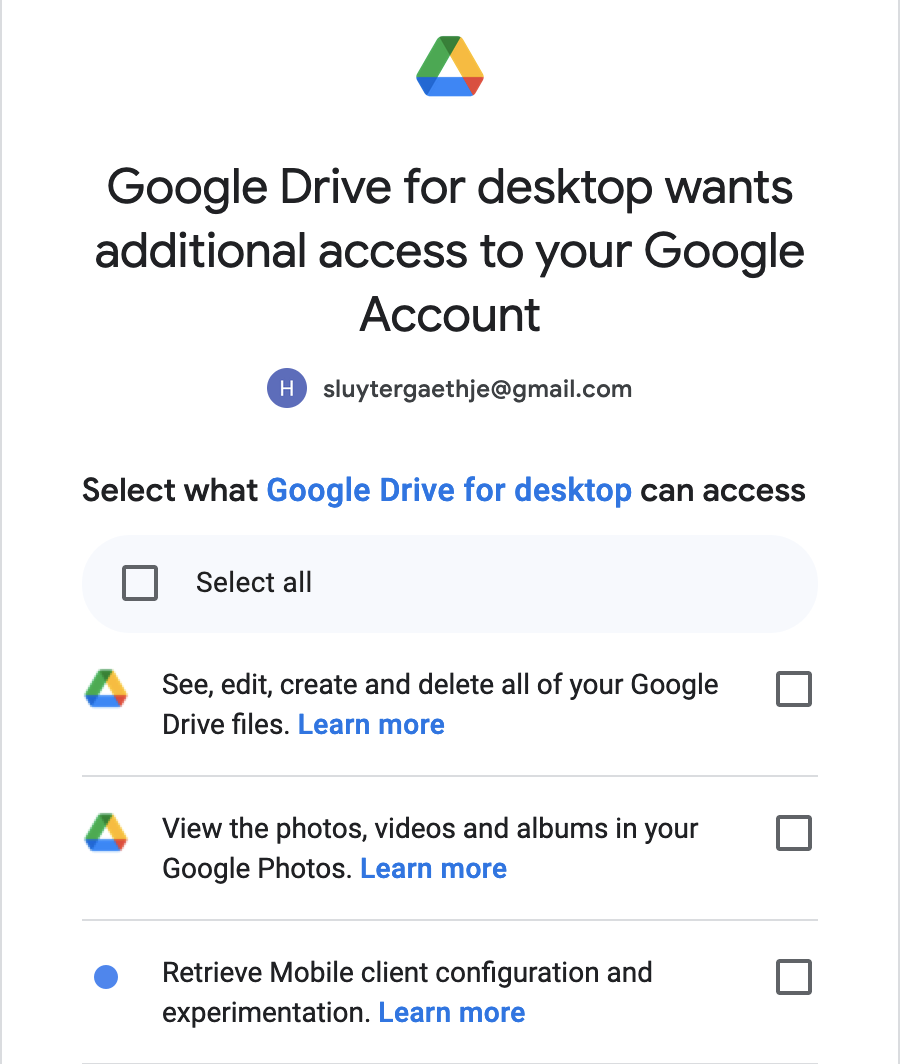 Google Drive for desktop wants
additional access to your Google
Account
H sluytergaethje@gmail.com
Select what Google Drive for desktop can access
Select all
See, edit, create and delete all of your Google
Drive files. Learn more
View the photos, videos and albums in your
Google Photos. Learn more
Retrieve Mobile client configuration and
experimentation. Learn more